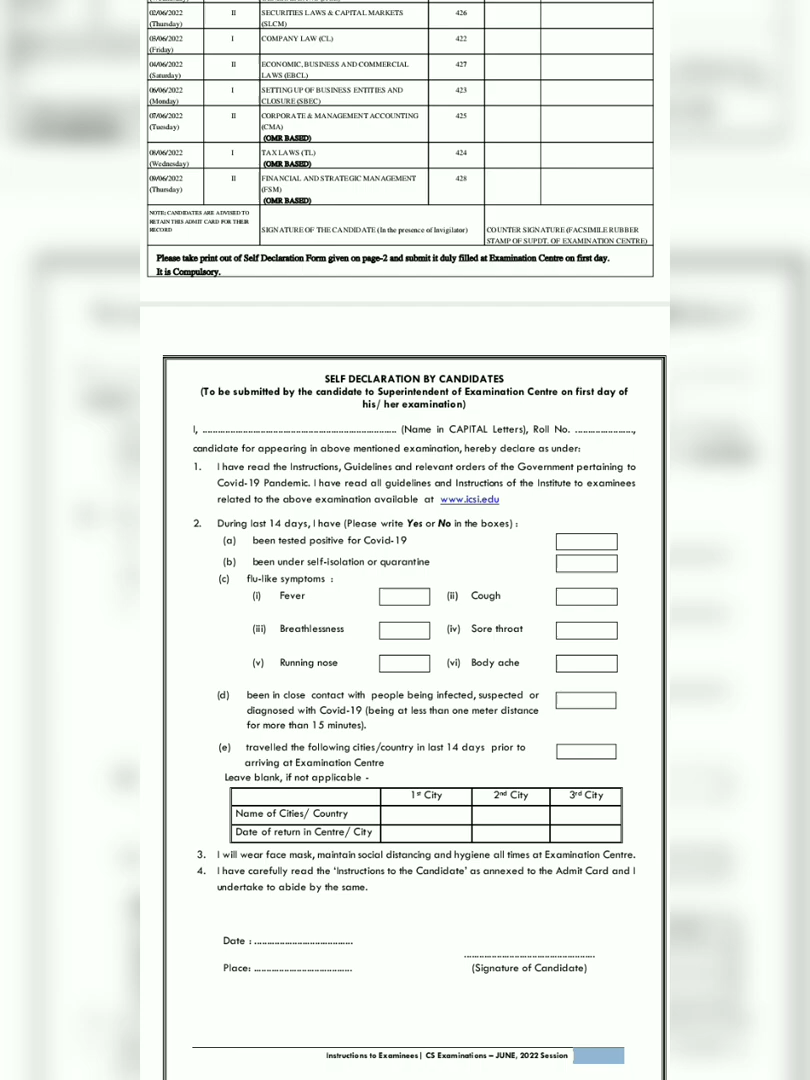 02/06/2022 II SECURITIES LAWS & CAPITAL MARKETS 426
(Thursday) (SLCM)
03/06/2022 I COMPANY LAW (CL) 422
(Friday)
04/06/2022 II ECONOMIC, BUSINESS AND COMMERCIAL 427
(Saturday) LAWS (EBCL)
06/06/2022 I SETTING UP OF BUSINESS ENTITIES AND 423
(Monday) CLOSURE (SBEC)
07/06/2022 II CORPORATE & MANAGEMENT ACCOUNTING 425
(Tuesday) (CMA)
(OMR BASED)
08/06/2022 I TAX LAWS (TL) 424
(Wednesday) (OMR BASED)
09/06/2022 II FINANCIAL AND STRATEGIC MANAGEMENT 428
(Thursday) (FSM)
(OMR BASED)
NOTE: CANDIDATES ARE ADVISED TO
RETAIN THIS ADMIT CARD FOR THEIR
RECORD
SIGNATURE OF THE CANDIDATE (In the presence of Invigilator) COUNTER SIGNATURE (FACSIMILE RUBBER
STAMP OF SUPDT. OF EXAMINATION CENTRE)
Please take print out of Self Declaration Form given on page-2 and submit it duly filled at Examination Centre on first day.
It is Compulsory.
SELF DECLARATION BY CANDIDATES
(To be submitted by the candidate to Superintendent of Examination Centre on first day of
his/ her examination)
I, ................................................................... (Name in CAPITAL Letters), Roll No. .....................,
candidate for appearing in above mentioned examination, hereby declare as under:
1. I have read the Instructions, Guidelines and relevant orders of the Government pertaining to
Covid-19 Pandemic. I have read all guidelines and Instructions of the Institute to examinees
related to the above examination available at www.icsi.edu
2. During last 14 days, I have (Please write Yes or No in the boxes) :
(a) been tested positive for Covid-19
(b) been under self-isolation or quarantine
(c) flu-like symptoms :
(i) Fever (ii) Cough
(iii) Breathlessness (iv) Sore throat
(v) Running nose (vi) Body ache
(d) been in close contact with people being infected, suspected or
diagnosed with Covid-19 (being at less than one meter distance
for more than 15 minutes).
(e) travelled the following cities/country in last 14 days prior to
arriving at Examination Centre
Leave blank, if not applicable -
1st City 2nd City 3rd City
Name of Cities/ Country
Date of return in Centre/ City
3. I will wear face mask, maintain social distancing and hygiene all times at Examination Centre.
4. I have carefully read the ‘Instructions to the Candidate’ as annexed to the Admit Card and I
undertake to abide by the same.
Date : ...................................
Place: ................................... (Signature of Candidate)
Instructions to Examinees| CS Examinations – JUNE, 2022 Session